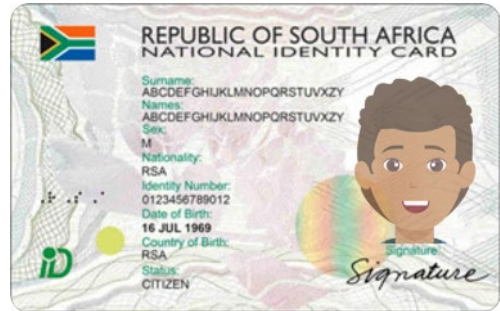 REPUBLIC OF SOUTH AFRICA
NATIONAL IDENTITY CARD
Surname:
ABCDEFGHIJKLMNOPQRSTUVXZY
Names:
ABCDEFGHIJKLMNOPQRSTUVXZY
Sex:
M
Nationality:
RSA
Identity Number:
0123456789012
Date of Birth:
16 JUL 1969
Country of Birth:
RSA
Status:
CITIZEN
Signature:
Signature
iD